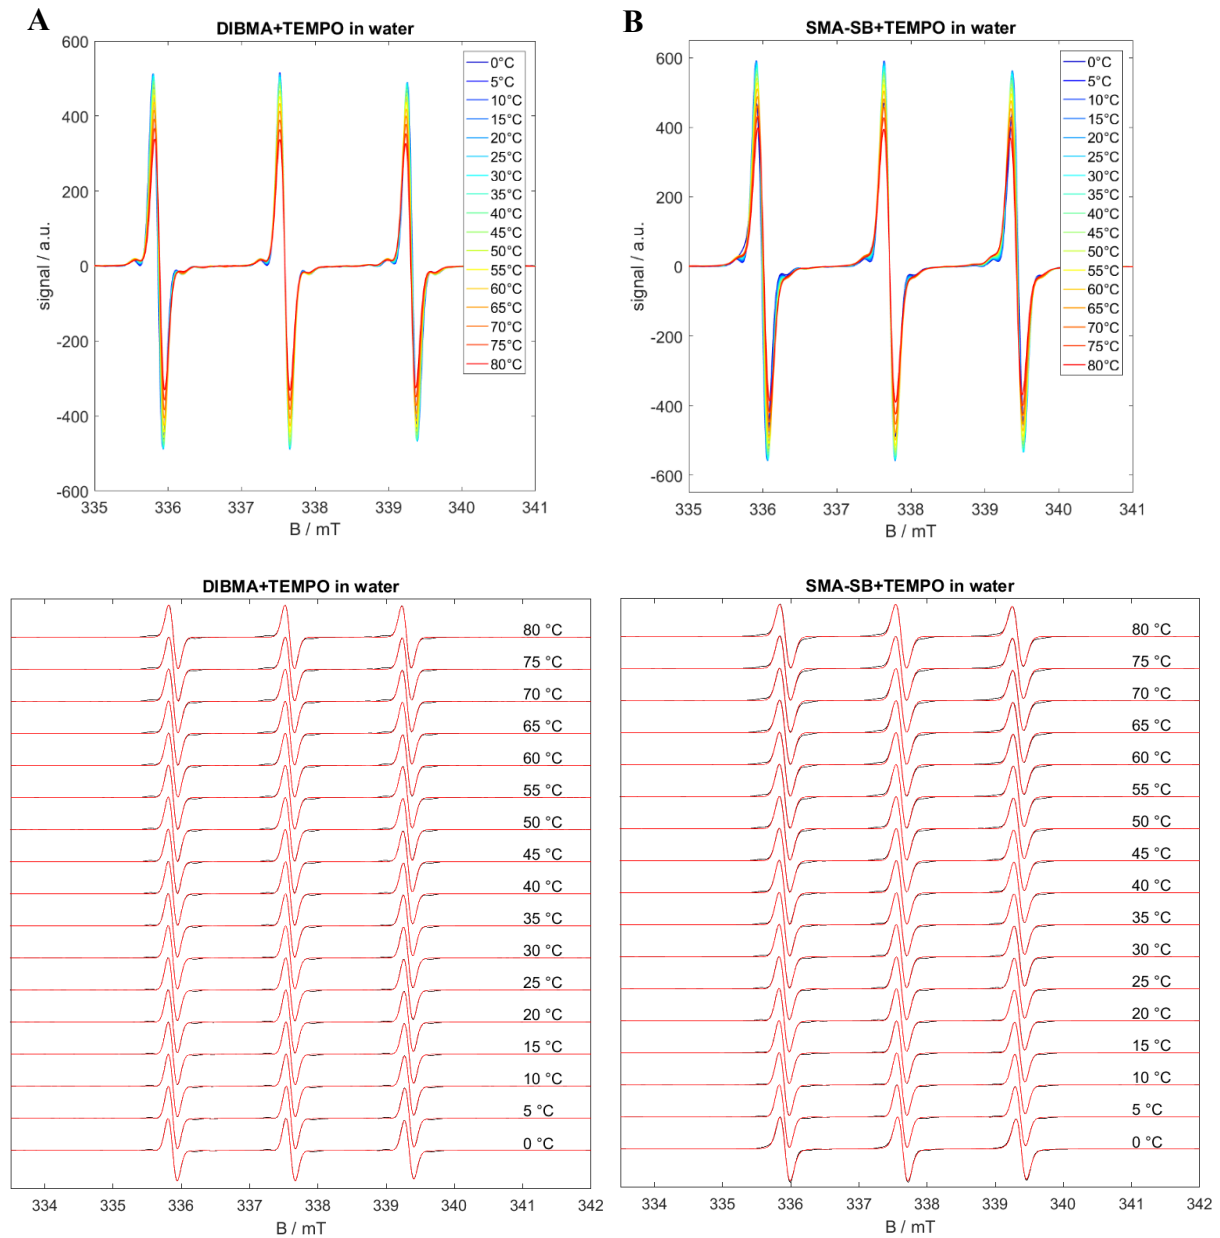 A
DIBMA+TEMPO in water
600
400
200
0
-200
-400
-600
signal / a.u.
335
336
337
338
339
340
341
B / mT
0°C
5°C
10°C
15°C
20°C
25°C
30°C
35°C
40°C
45°C
50°C
55°C
60°C
65°C
70°C
75°C
80°C
B
SMA-SB+TEMPO in water
600
400
200
0
-200
-400
-600
signal / a.u.
335
336
337
338
339
340
341
B / mT
0°C
5°C
10°C
15°C
20°C
25°C
30°C
35°C
40°C
45°C
50°C
55°C
60°C
65°C
70°C
75°C
80°C
DIBMA+TEMPO in water
80 °C
75 °C
70 °C
65 °C
60 °C
55 °C
50 °C
45 °C
40 °C
35 °C
30 °C
25 °C
20 °C
15 °C
10 °C
5 °C
0 °C
334
335
336
337
338
339
340
341
342
B / mT
SMA-SB+TEMPO in water
80 °C
75 °C
70 °C
65 °C
60 °C
55 °C
50 °C
45 °C
40 °C
35 °C
30 °C
25 °C
20 °C
15 °C
10 °C
5 °C
0 °C
334
335
336
337
338
339
340
341
342
B / mT